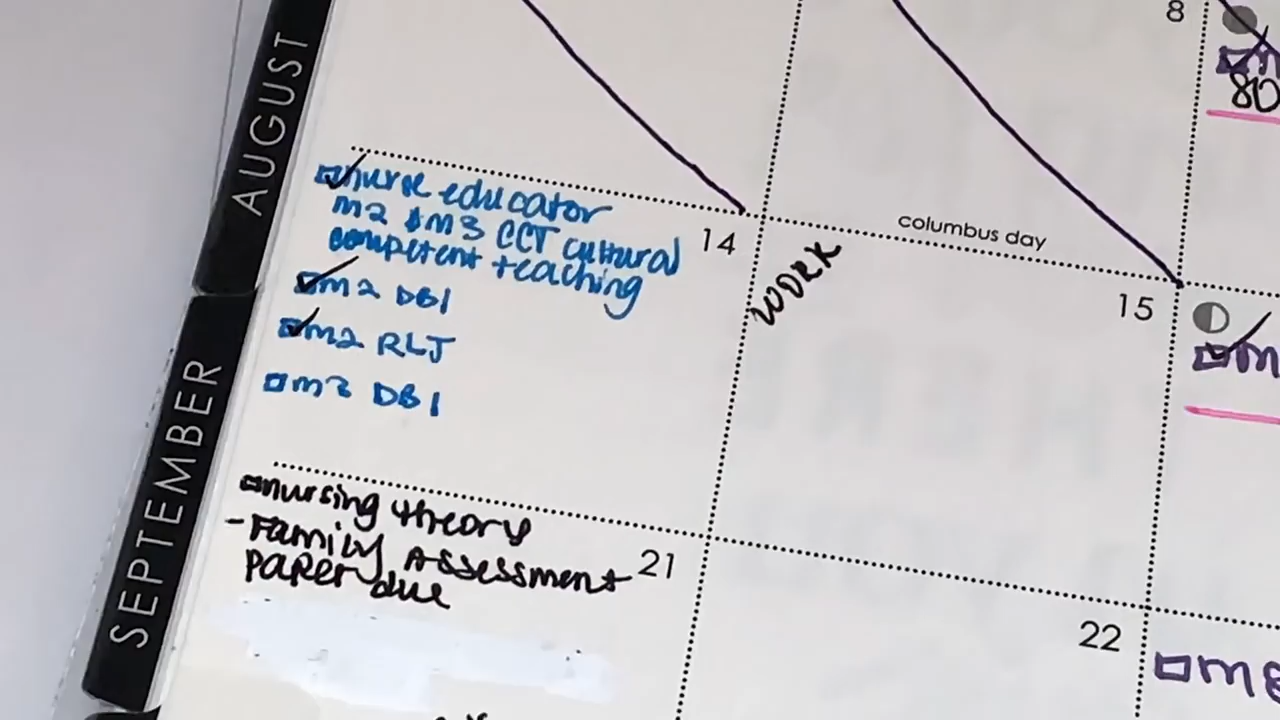 AUGUST
SEPTEMBER
8
80
nurse educator
m2 & m3 CCT cultural
competent teaching
m2 DB1
m2 RLJ
m3 DB1
14
columbus day
WORK
15
m
nursing theory
- Family Assessment
Paper due
21
22